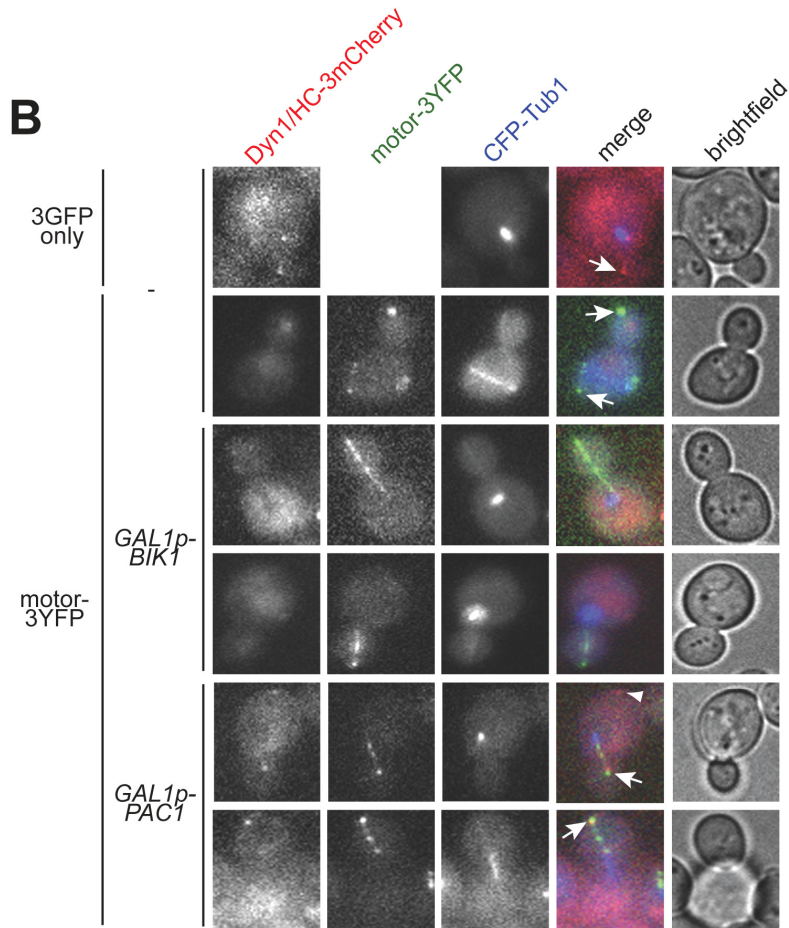 B
Dyn1/HC-3mCherry
motor-3YFP
CFP-Tub1
merge
brightfield
3GFP
only
-
GAL1p-
BIK1
motor-
3YFP
GAL1p-
PAC1